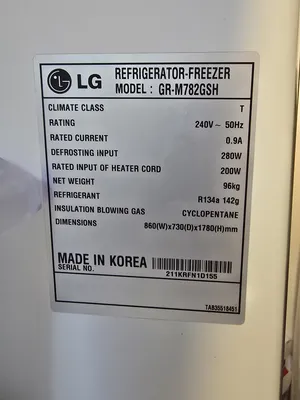 LG REFRIGERATOR-FREEZER
MODEL : GR-M782GSH
CLIMATE CLASS T
RATING 240V~ 50Hz
RATED CURRENT 0.9A
DEFROSTING INPUT 280W
RATED INPUT OF HEATER CORD 200W
NET WEIGHT 96kg
REFRIGERANT R134a 142g
INSULATION BLOWING GAS CYCLOPENTANE
DIMENSIONS 860(W)x730(D)x1780(H)mm
MADE IN KOREA
SERIAL NO. 211KRFN1D155
TAB35518451